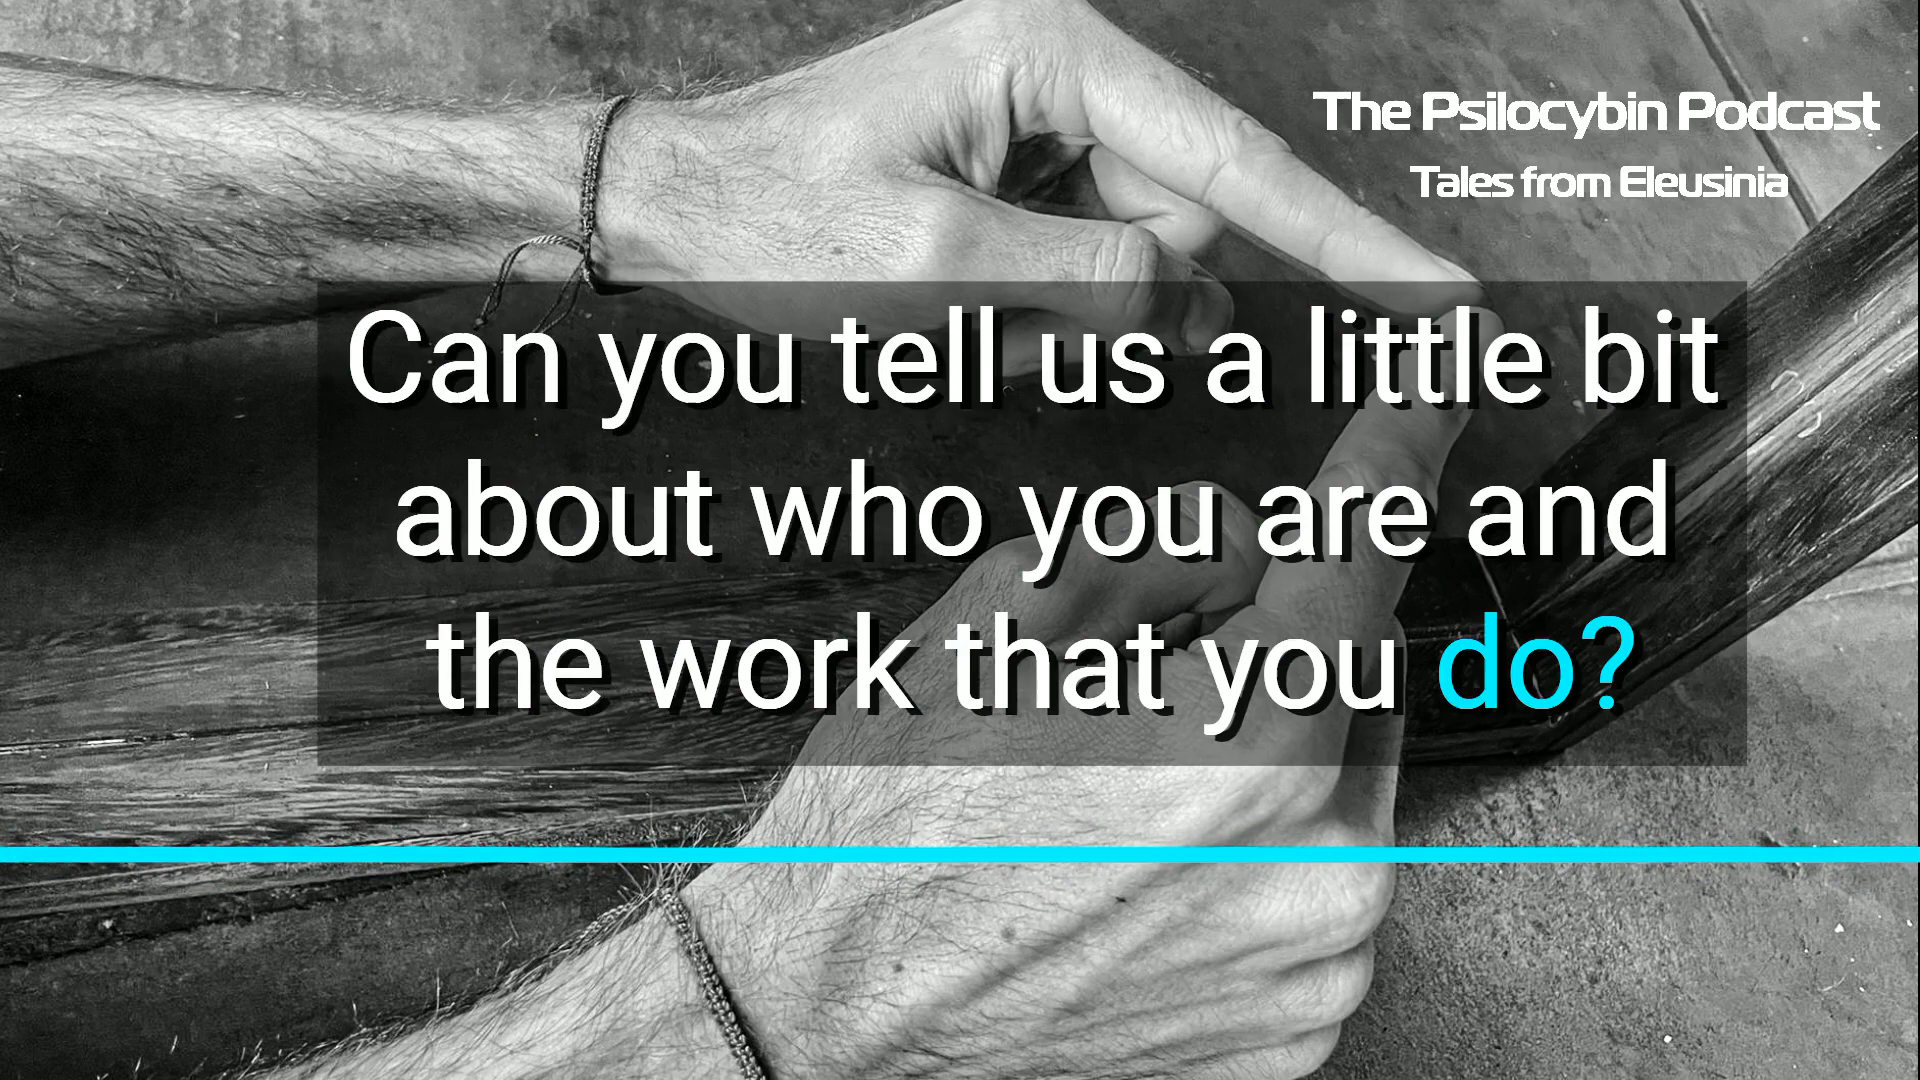 The Psilocybin Podcast
Tales from Eleusinia
Can you tell us a little bit
about who you are and
the work that you do?